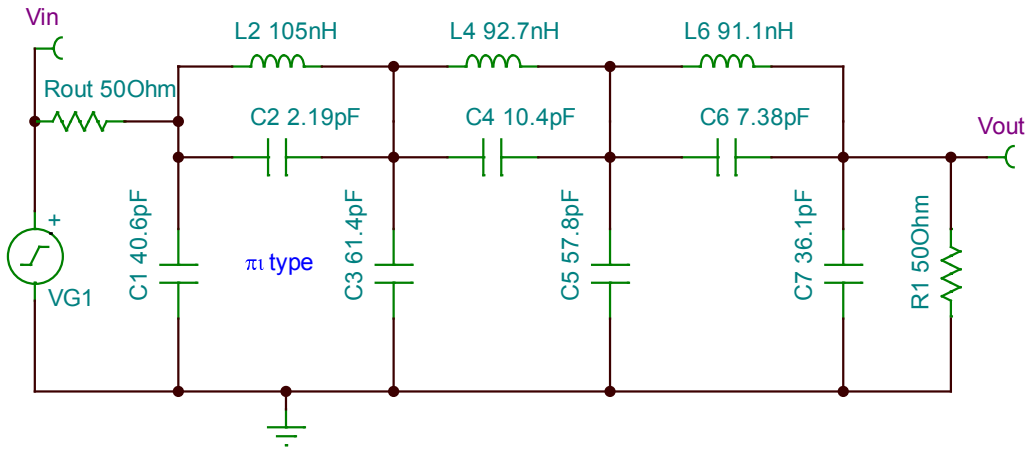 Vin
L2 105nH
L4 92.7nH
L6 91.1nH
Rout 50Ohm
C2 2.19pF
C4 10.4pF
C6 7.38pF
Vout
+
VG1
C1 40.6pF
πι type
C3 61.4pF
C5 57.8pF
C7 36.1pF
R1 50Ohm